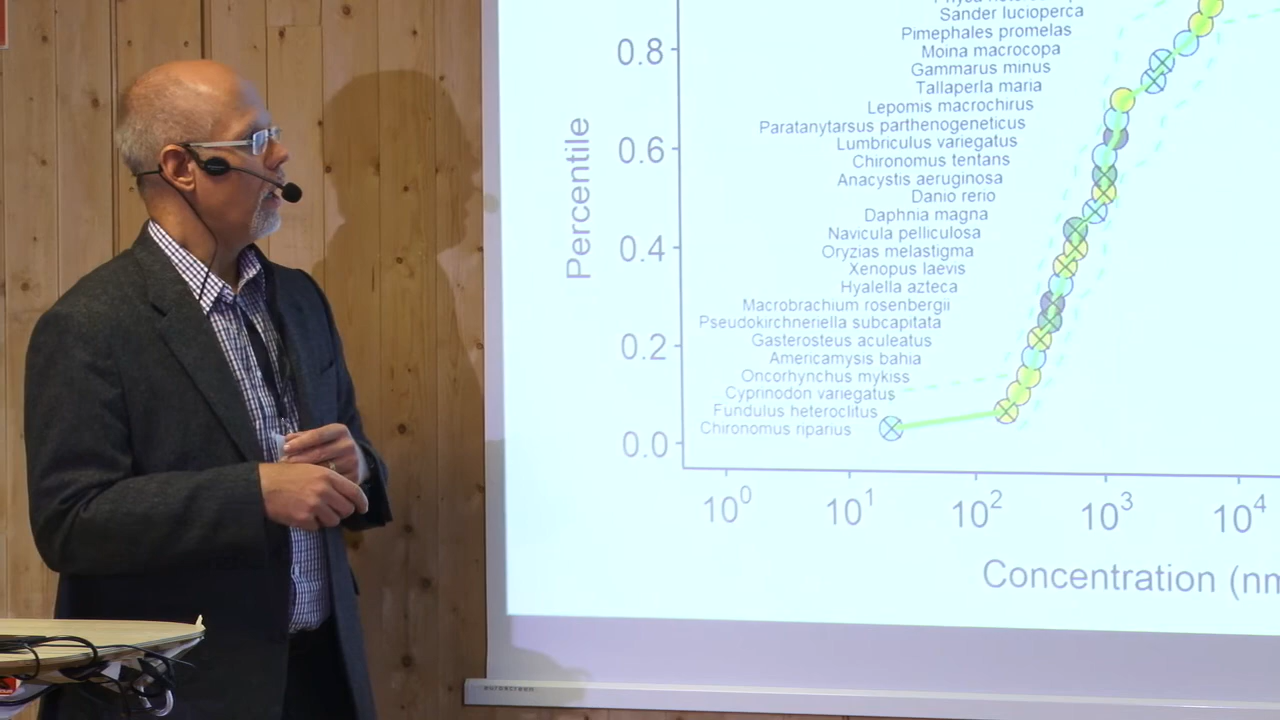 Sander lucioperca
Pimephales promelas
0.8
Moina macrocopa
Gammarus minus
Tallaperla maria
Lepomis macrochirus
Paratanytarsus parthenogeneticus
0.6
Lumbriculus variegatus
Chironomus tentans
Anacystis aeruginosa
Danio rerio
Daphnia magna
Percentile
Navicula pelliculosa
0.4
Oryzias melastigma
Xenopus laevis
Hyalella azteca
Macrobrachium rosenbergii
Pseudokirchneriella subcapitata
0.2
Gasterosteus aculeatus
Americamysis bahia
Oncorhynchus mykiss
Cyprinodon variegatus
Fundulus heteroclitus
Chironomus riparius
0.0
10⁰ 10¹ 10² 10³ 10⁴
Concentration (nm
euroscreen